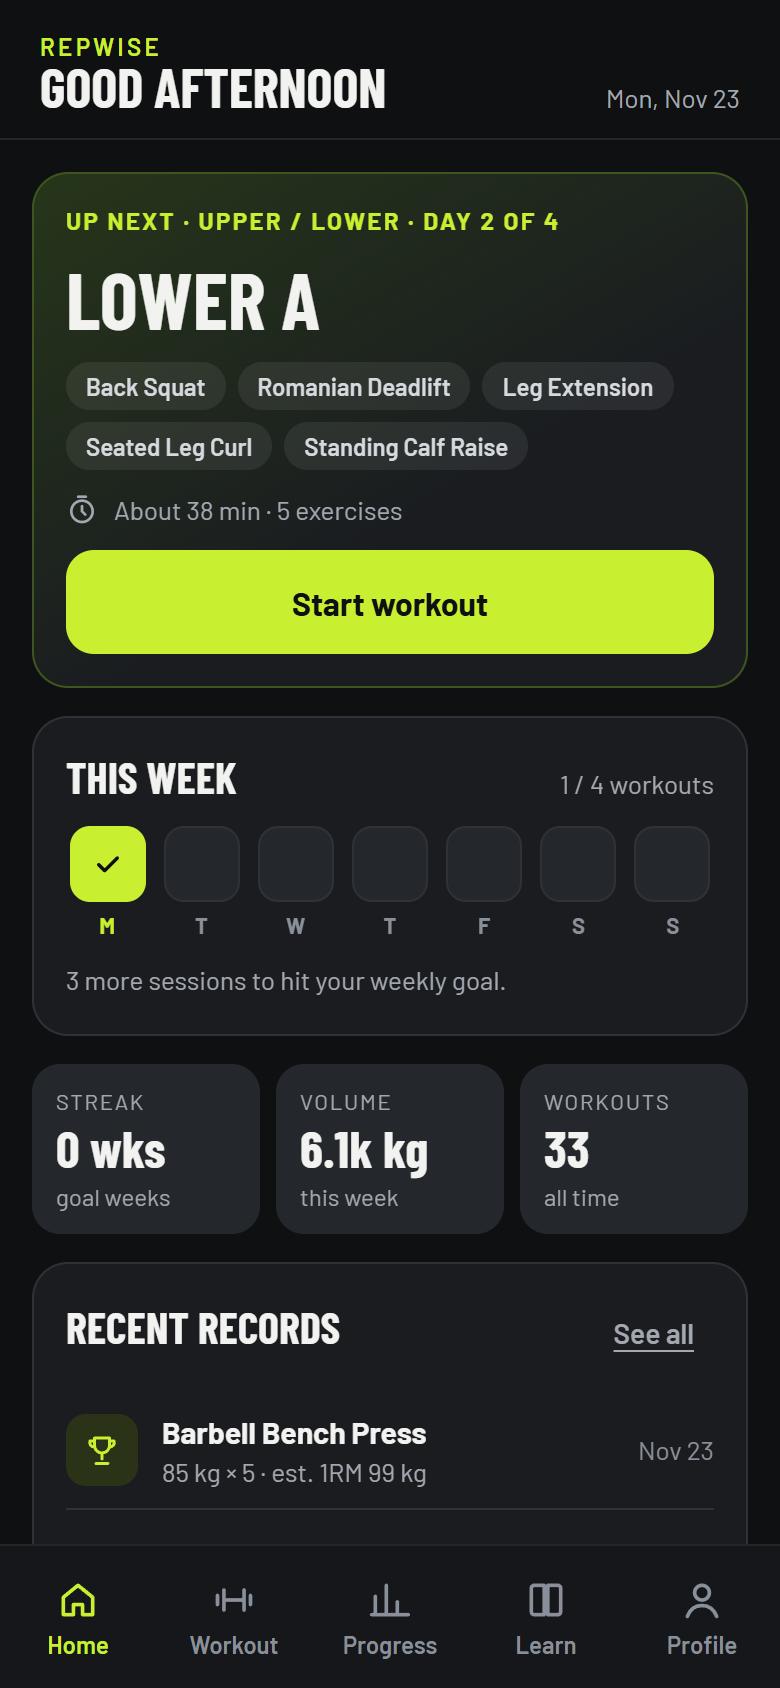 REPWISE
GOOD AFTERNOON
Mon, Nov 23
UP NEXT · UPPER / LOWER · DAY 2 OF 4
LOWER A
Back Squat
Romanian Deadlift
Leg Extension
Seated Leg Curl
Standing Calf Raise
About 38 min · 5 exercises
Start workout
THIS WEEK
1 / 4 workouts
M T W T F S S
3 more sessions to hit your weekly goal.
STREAK
0 wks
goal weeks
VOLUME
6.1k kg
this week
WORKOUTS
33
all time
RECENT RECORDS
See all
Barbell Bench Press
85 kg × 5 · est. 1RM 99 kg
Nov 23
Home
Workout
Progress
Learn
Profile